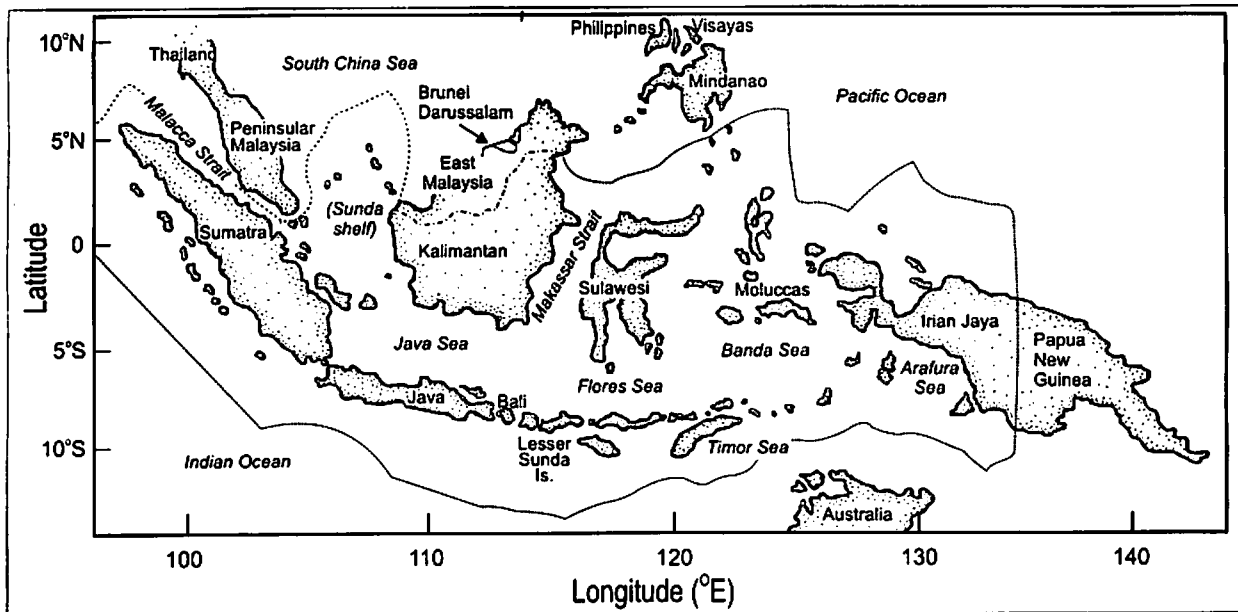 10°N
5°N
0
5°S
10°S
Latitude
Thailand
South China Sea
Philippines
Visayas
Mindanao
Pacific Ocean
Brunei
Darussalam
Malacca Strait
Peninsular
Malaysia
East
Malaysia
(Sunda
shelf)
Sumatra
Kalimantan
Makassar Strait
Sulawesi
Moluccas
Irian Jaya
Papua
New
Guinea
Java Sea
Banda Sea
Arafura
Sea
Flores Sea
Java
Bali
Lesser
Sunda
Is.
Timor Sea
Indian Ocean
Australia
100
110
120
130
140
Longitude (°E)